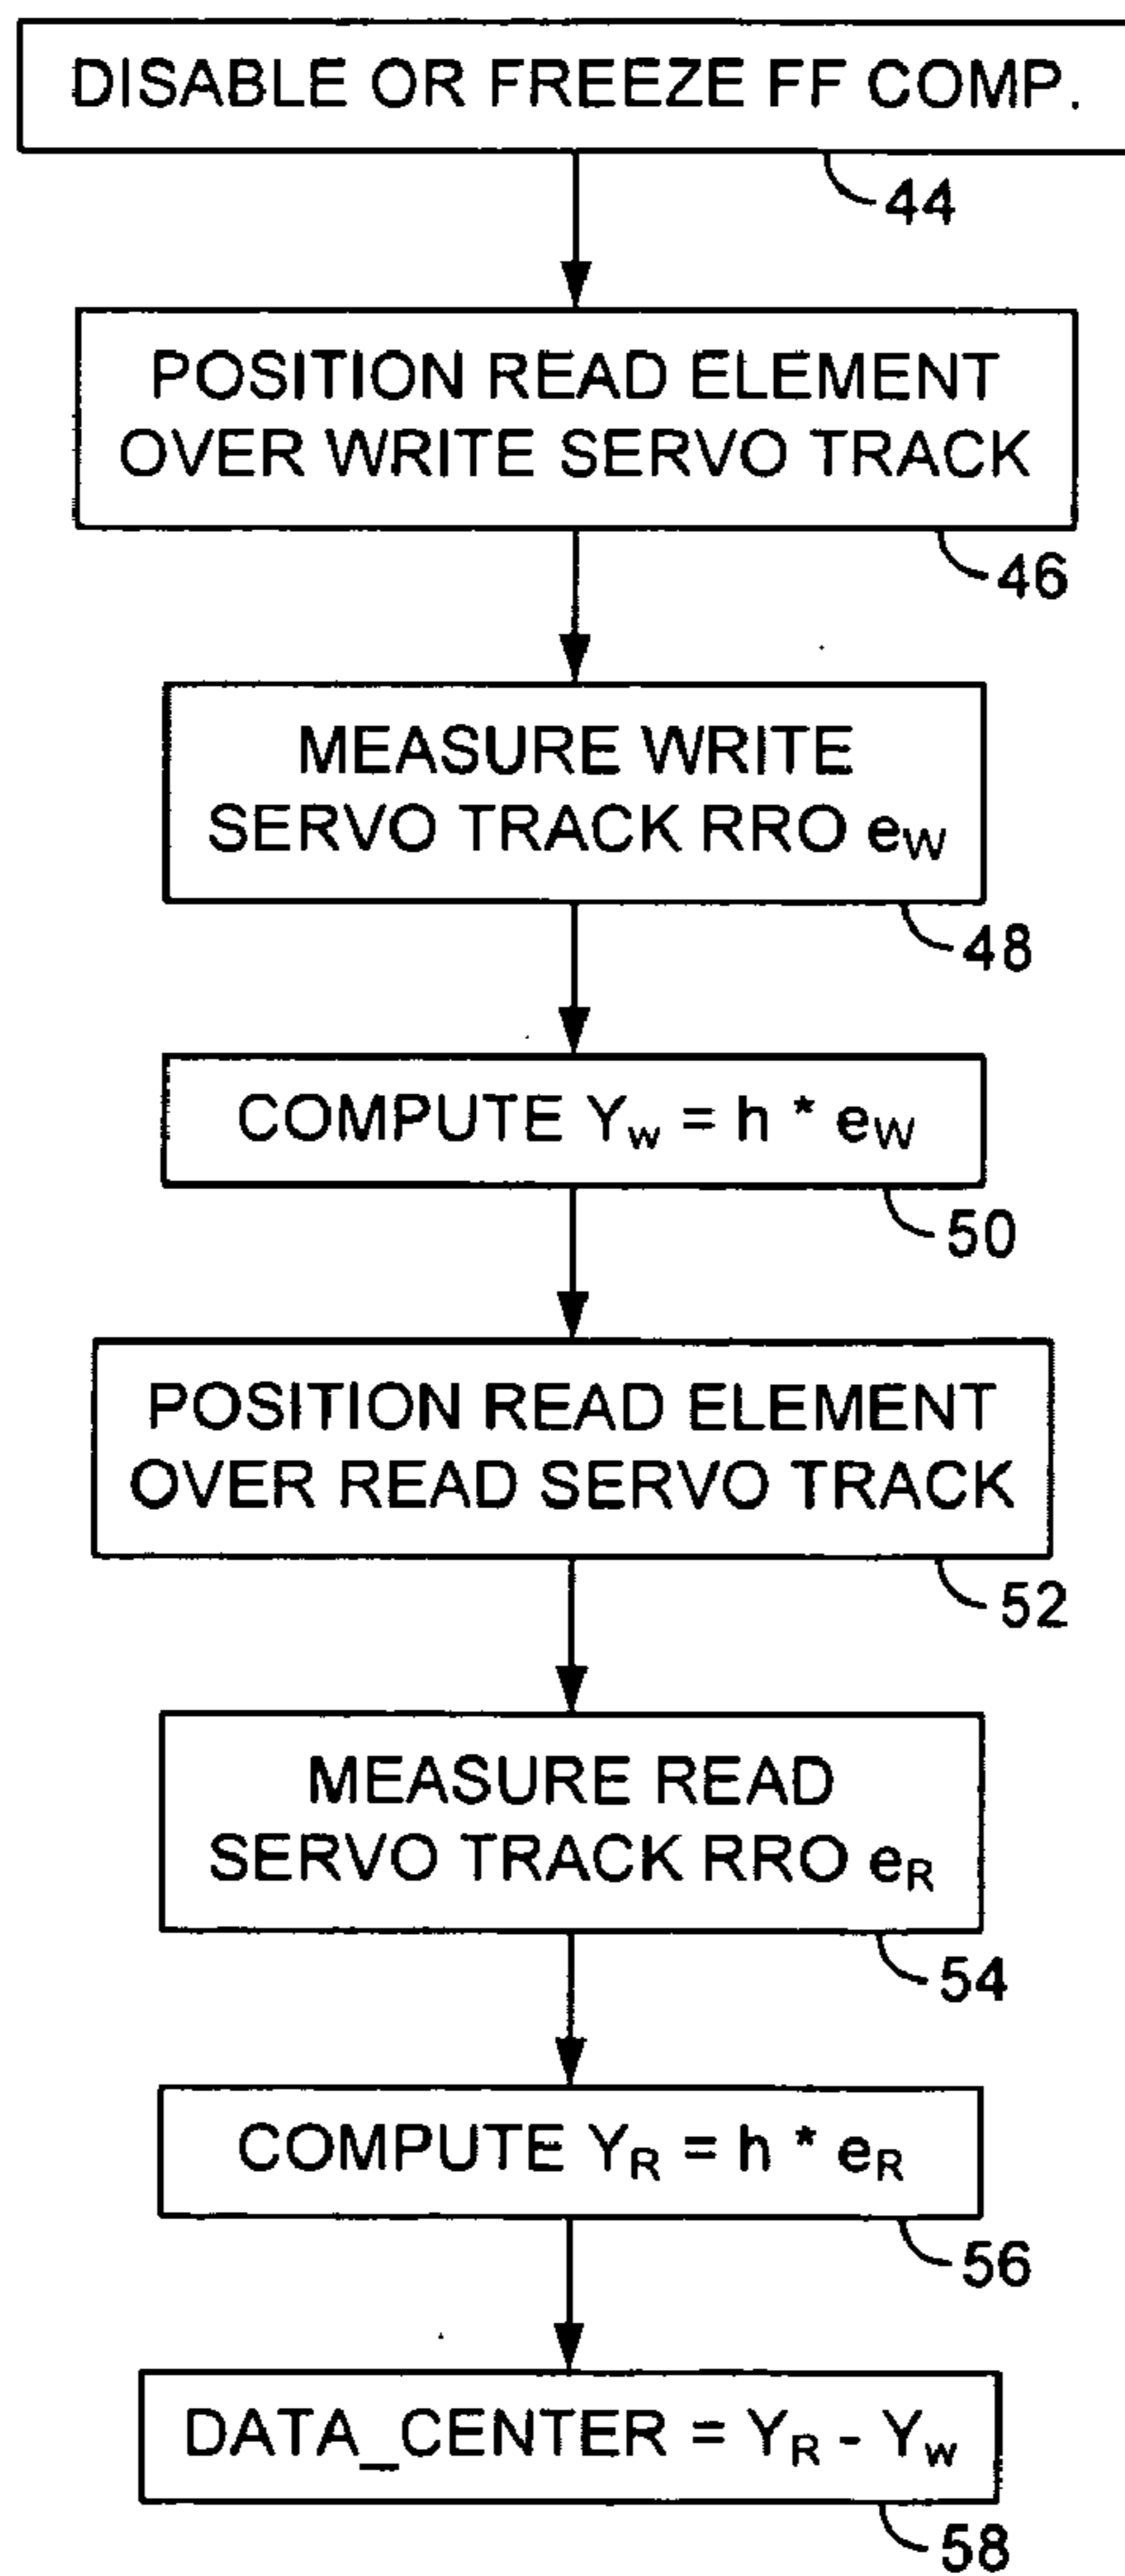 DISABLE OR FREEZE FF COMP.
44
POSITION READ ELEMENT
OVER WRITE SERVO TRACK
46
MEASURE WRITE
SERVO TRACK RRO eW
48
COMPUTE Yw = h * eW
50
POSITION READ ELEMENT
OVER READ SERVO TRACK
52
MEASURE READ
SERVO TRACK RRO eR
54
COMPUTE YR = h * eR
56
DATA_CENTER = YR - Yw
58